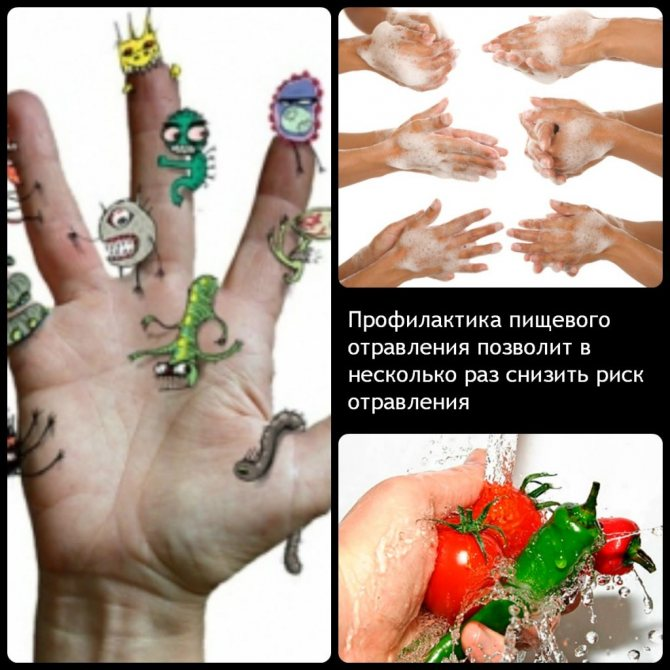 Профилактика пищевого
отравления позволит в
несколько раз снизить риск
отравления